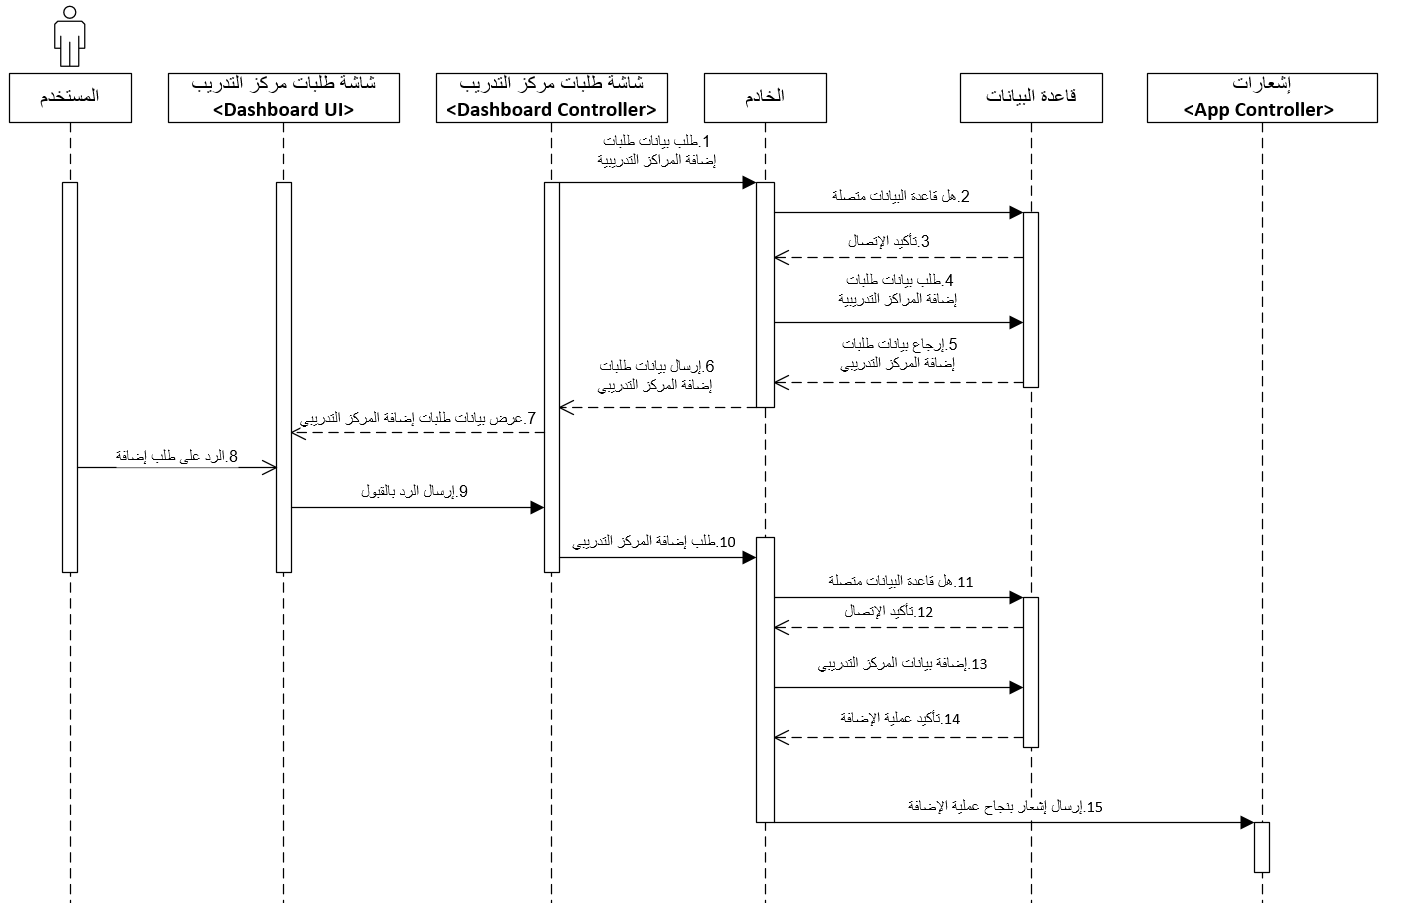 المستخدم
شاشة طلبات مركز التدريب
<Dashboard UI>
شاشة طلبات مركز التدريب
<Dashboard Controller>
الخادم
قاعدة البيانات
إشعارات
<App Controller>
1.طلب بيانات طلبات
إضافة المراكز التدريبية
2.هل قاعدة البيانات متصلة
3.تأكيد الإتصال
4.طلب بيانات طلبات
إضافة المراكز التدريبية
5.إرجاع بيانات طلبات
إضافة المركز التدريبي
6.إرسال بيانات طلبات
إضافة المركز التدريبي
7.عرض بيانات طلبات إضافة المركز التدريبي
8.الرد على طلب إضافة
9.إرسال الرد بالقبول
10.طلب إضافة المركز التدريبي
11.هل قاعدة البيانات متصلة
12.تأكيد الإتصال
13.إضافة بيانات المركز التدريبي
14.تأكيد عملية الإضافة
15.إرسال إشعار بنجاح عملية الإضافة